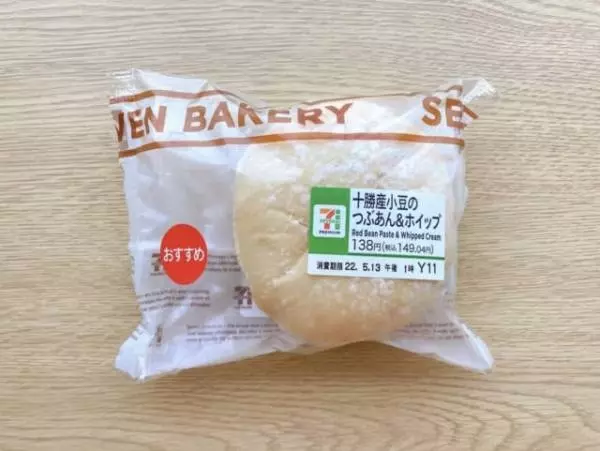 VEN BAKERY SE
十勝産小豆の
つぶあん&ホイップ
Red Bean Paste & Whipped Cream
138円(税込149.04円)
消費期限 22. 5.13 午後 1時 Y11
おすすめ